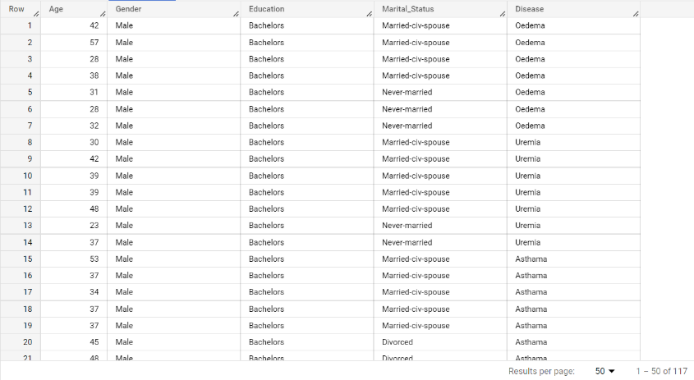 Row Age Gender Education Marital_Status Disease
1 42 Male Bachelors Married-civ-spouse Oedema
2 57 Male Bachelors Married-civ-spouse Oedema
3 28 Male Bachelors Married-civ-spouse Oedema
4 38 Male Bachelors Married-civ-spouse Oedema
5 31 Male Bachelors Never-married Oedema
6 28 Male Bachelors Never-married Oedema
7 32 Male Bachelors Never-married Oedema
8 30 Male Bachelors Married-civ-spouse Uremia
9 42 Male Bachelors Married-civ-spouse Uremia
10 39 Male Bachelors Married-civ-spouse Uremia
11 39 Male Bachelors Married-civ-spouse Uremia
12 48 Male Bachelors Married-civ-spouse Uremia
13 23 Male Bachelors Never-married Uremia
14 37 Male Bachelors Never-married Uremia
15 53 Male Bachelors Married-civ-spouse Asthama
16 37 Male Bachelors Married-civ-spouse Asthama
17 34 Male Bachelors Married-civ-spouse Asthama
18 37 Male Bachelors Married-civ-spouse Asthama
19 37 Male Bachelors Married-civ-spouse Asthama
20 45 Male Bachelors Divorced Asthama
21 48 Male Bachelors Divorced Asthama
Results per page: 50 1 – 50 of 117